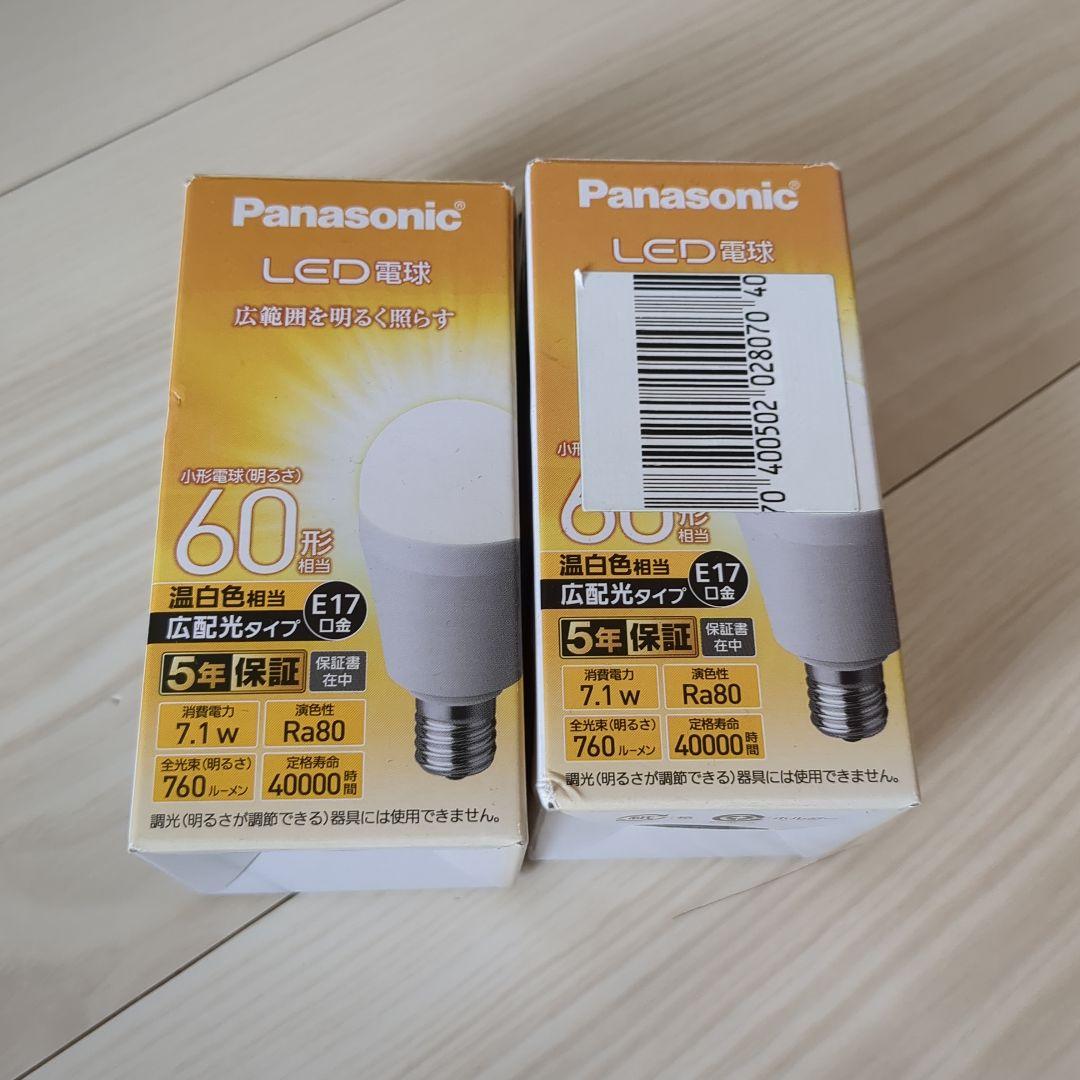 Panasonic®
LED電球
広範囲を明るく照らす
小形電球(明るさ)
60形
相当
温白色相当
広配光タイプ
E17
口金
5年保証
保証書
在中
消費電力
7.1w
演色性
Ra80
全光束(明るさ)
760ルーメン
定格寿命
40000時間
調光(明るさが調節できる)器具には使用できません。
Panasonic®
LED電球
70 400502 028070 40
小形
60形
相当
温白色相当
広配光タイプ
E17
口金
5年保証
保証書
在中
消費電力
7.1w
演色性
Ra80
全光束(明るさ)
760ルーメン
定格寿命
40000時間
調光(明るさが調節できる)器具には使用できません。